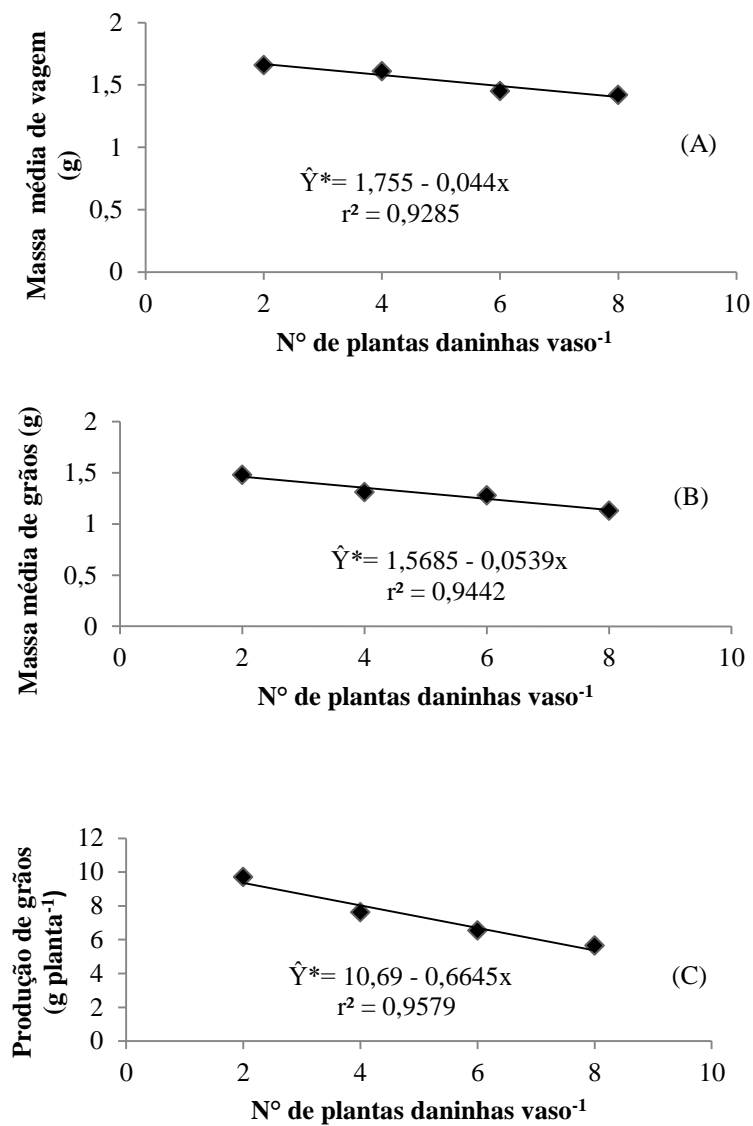 Massa média de vagem
(g)
2
1,5
1
0,5
0
0 2 4 6 8 10
(A)
Ŷ*= 1,755 - 0,044x
r² = 0,9285
N° de plantas daninhas vaso⁻¹
Massa média de grãos (g)
2
1,5
1
0,5
0
0 2 4 6 8 10
(B)
Ŷ*= 1,5685 - 0,0539x
r² = 0,9442
N° de plantas daninhas vaso⁻¹
Produção de grãos
(g planta⁻¹)
12
10
8
6
4
2
0
0 2 4 6 8 10
(C)
Ŷ*= 10,69 - 0,6645x
r² = 0,9579
N° de plantas daninhas vaso⁻¹